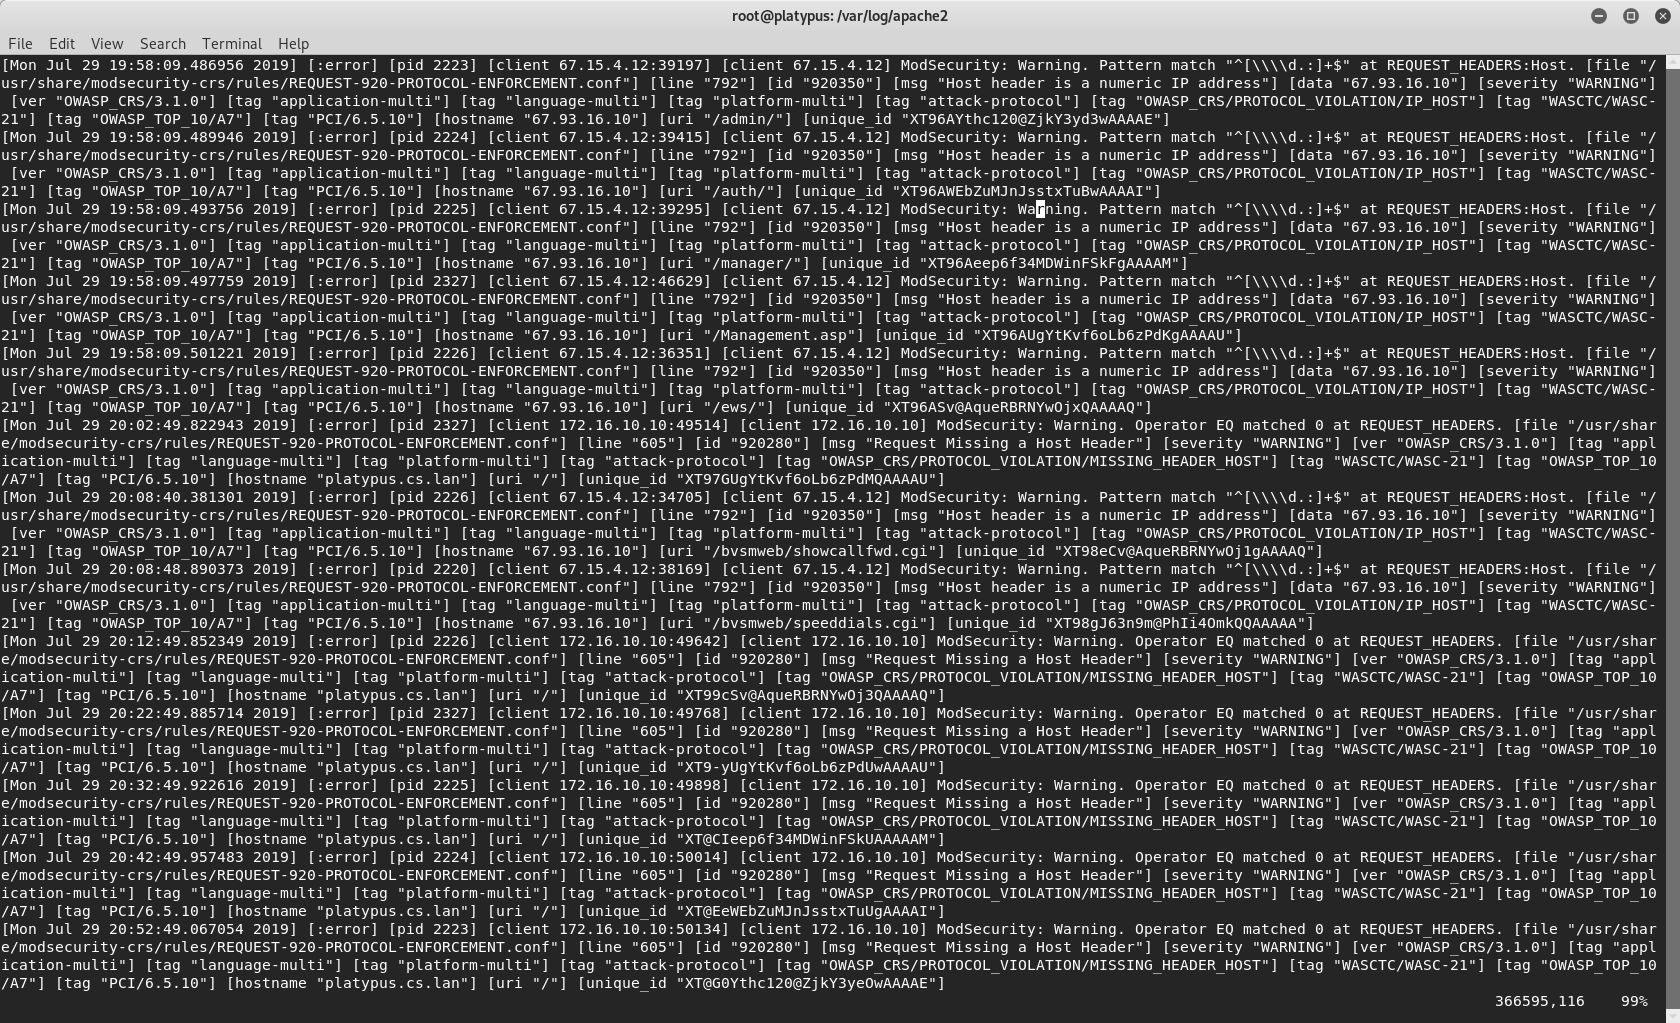 root@platypus: /var/log/apache2
File Edit View Search Terminal Help
[Mon Jul 29 19:58:09.486956 2019] [:error] [pid 2223] [client 67.15.4.12:39197] [client 67.15.4.12] ModSecurity: Warning. Pattern match "^[\\\\d.:]+$" at REQUEST_HEADERS:Host. [file "/
usr/share/modsecurity-crs/rules/REQUEST-920-PROTOCOL-ENFORCEMENT.conf"] [line "792"] [id "920350"] [msg "Host header is a numeric IP address"] [data "67.93.16.10"] [severity "WARNING"]
 [ver "OWASP_CRS/3.1.0"] [tag "application-multi"] [tag "language-multi"] [tag "platform-multi"] [tag "attack-protocol"] [tag "OWASP_CRS/PROTOCOL_VIOLATION/IP_HOST"] [tag "WASCTC/WASC-
21"] [tag "OWASP_TOP_10/A7"] [tag "PCI/6.5.10"] [hostname "67.93.16.10"] [uri "/admin/"] [unique_id "XT96AYthc120@ZjkY3yd3wAAAAE"]
[Mon Jul 29 19:58:09.489946 2019] [:error] [pid 2224] [client 67.15.4.12:39415] [client 67.15.4.12] ModSecurity: Warning. Pattern match "^[\\\\d.:]+$" at REQUEST_HEADERS:Host. [file "/
usr/share/modsecurity-crs/rules/REQUEST-920-PROTOCOL-ENFORCEMENT.conf"] [line "792"] [id "920350"] [msg "Host header is a numeric IP address"] [data "67.93.16.10"] [severity "WARNING"]
 [ver "OWASP_CRS/3.1.0"] [tag "application-multi"] [tag "language-multi"] [tag "platform-multi"] [tag "attack-protocol"] [tag "OWASP_CRS/PROTOCOL_VIOLATION/IP_HOST"] [tag "WASCTC/WASC-
21"] [tag "OWASP_TOP_10/A7"] [tag "PCI/6.5.10"] [hostname "67.93.16.10"] [uri "/auth/"] [unique_id "XT96AWEbZuMJnJsstxTuBwAAAAI"]
[Mon Jul 29 19:58:09.493756 2019] [:error] [pid 2225] [client 67.15.4.12:39295] [client 67.15.4.12] ModSecurity: Warning. Pattern match "^[\\\\d.:]+$" at REQUEST_HEADERS:Host. [file "/
usr/share/modsecurity-crs/rules/REQUEST-920-PROTOCOL-ENFORCEMENT.conf"] [line "792"] [id "920350"] [msg "Host header is a numeric IP address"] [data "67.93.16.10"] [severity "WARNING"]
 [ver "OWASP_CRS/3.1.0"] [tag "application-multi"] [tag "language-multi"] [tag "platform-multi"] [tag "attack-protocol"] [tag "OWASP_CRS/PROTOCOL_VIOLATION/IP_HOST"] [tag "WASCTC/WASC-
21"] [tag "OWASP_TOP_10/A7"] [tag "PCI/6.5.10"] [hostname "67.93.16.10"] [uri "/manager/"] [unique_id "XT96Aeep6f34MDWinFSkFgAAAAM"]
[Mon Jul 29 19:58:09.497759 2019] [:error] [pid 2327] [client 67.15.4.12:46629] [client 67.15.4.12] ModSecurity: Warning. Pattern match "^[\\\\d.:]+$" at REQUEST_HEADERS:Host. [file "/
usr/share/modsecurity-crs/rules/REQUEST-920-PROTOCOL-ENFORCEMENT.conf"] [line "792"] [id "920350"] [msg "Host header is a numeric IP address"] [data "67.93.16.10"] [severity "WARNING"]
 [ver "OWASP_CRS/3.1.0"] [tag "application-multi"] [tag "language-multi"] [tag "platform-multi"] [tag "attack-protocol"] [tag "OWASP_CRS/PROTOCOL_VIOLATION/IP_HOST"] [tag "WASCTC/WASC-
21"] [tag "OWASP_TOP_10/A7"] [tag "PCI/6.5.10"] [hostname "67.93.16.10"] [uri "/Management.asp"] [unique_id "XT96AUgYtKvf6oLb6zPdKgAAAAU"]
[Mon Jul 29 19:58:09.501221 2019] [:error] [pid 2226] [client 67.15.4.12:36351] [client 67.15.4.12] ModSecurity: Warning. Pattern match "^[\\\\d.:]+$" at REQUEST_HEADERS:Host. [file "/
usr/share/modsecurity-crs/rules/REQUEST-920-PROTOCOL-ENFORCEMENT.conf"] [line "792"] [id "920350"] [msg "Host header is a numeric IP address"] [data "67.93.16.10"] [severity "WARNING"]
 [ver "OWASP_CRS/3.1.0"] [tag "application-multi"] [tag "language-multi"] [tag "platform-multi"] [tag "attack-protocol"] [tag "OWASP_CRS/PROTOCOL_VIOLATION/IP_HOST"] [tag "WASCTC/WASC-
21"] [tag "OWASP_TOP_10/A7"] [tag "PCI/6.5.10"] [hostname "67.93.16.10"] [uri "/ews/"] [unique_id "XT96ASv@AqueRBRNYwOjxQAAAAQ"]
[Mon Jul 29 20:02:49.822943 2019] [:error] [pid 2327] [client 172.16.10.10:49514] [client 172.16.10.10] ModSecurity: Warning. Operator EQ matched 0 at REQUEST_HEADERS. [file "/usr/shar
e/modsecurity-crs/rules/REQUEST-920-PROTOCOL-ENFORCEMENT.conf"] [line "605"] [id "920280"] [msg "Request Missing a Host Header"] [severity "WARNING"] [ver "OWASP_CRS/3.1.0"] [tag "appl
ication-multi"] [tag "language-multi"] [tag "platform-multi"] [tag "attack-protocol"] [tag "OWASP_CRS/PROTOCOL_VIOLATION/MISSING_HEADER_HOST"] [tag "WASCTC/WASC-21"] [tag "OWASP_TOP_10
/A7"] [tag "PCI/6.5.10"] [hostname "platypus.cs.lan"] [uri "/"] [unique_id "XT97GUgYtKvf6oLb6zPdMQAAAAU"]
[Mon Jul 29 20:08:40.381301 2019] [:error] [pid 2226] [client 67.15.4.12:34705] [client 67.15.4.12] ModSecurity: Warning. Pattern match "^[\\\\d.:]+$" at REQUEST_HEADERS:Host. [file "/
usr/share/modsecurity-crs/rules/REQUEST-920-PROTOCOL-ENFORCEMENT.conf"] [line "792"] [id "920350"] [msg "Host header is a numeric IP address"] [data "67.93.16.10"] [severity "WARNING"]
 [ver "OWASP_CRS/3.1.0"] [tag "application-multi"] [tag "language-multi"] [tag "platform-multi"] [tag "attack-protocol"] [tag "OWASP_CRS/PROTOCOL_VIOLATION/IP_HOST"] [tag "WASCTC/WASC-
21"] [tag "OWASP_TOP_10/A7"] [tag "PCI/6.5.10"] [hostname "67.93.16.10"] [uri "/bvsmweb/showcallfwd.cgi"] [unique_id "XT98eCv@AqueRBRNYwOj1gAAAAQ"]
[Mon Jul 29 20:08:48.890373 2019] [:error] [pid 2220] [client 67.15.4.12:38169] [client 67.15.4.12] ModSecurity: Warning. Pattern match "^[\\\\d.:]+$" at REQUEST_HEADERS:Host. [file "/
usr/share/modsecurity-crs/rules/REQUEST-920-PROTOCOL-ENFORCEMENT.conf"] [line "792"] [id "920350"] [msg "Host header is a numeric IP address"] [data "67.93.16.10"] [severity "WARNING"]
 [ver "OWASP_CRS/3.1.0"] [tag "application-multi"] [tag "language-multi"] [tag "platform-multi"] [tag "attack-protocol"] [tag "OWASP_CRS/PROTOCOL_VIOLATION/IP_HOST"] [tag "WASCTC/WASC-
21"] [tag "OWASP_TOP_10/A7"] [tag "PCI/6.5.10"] [hostname "67.93.16.10"] [uri "/bvsmweb/speeddials.cgi"] [unique_id "XT98gJ63n9m@PhIi4OmkQQAAAAA"]
[Mon Jul 29 20:12:49.852349 2019] [:error] [pid 2226] [client 172.16.10.10:49642] [client 172.16.10.10] ModSecurity: Warning. Operator EQ matched 0 at REQUEST_HEADERS. [file "/usr/shar
e/modsecurity-crs/rules/REQUEST-920-PROTOCOL-ENFORCEMENT.conf"] [line "605"] [id "920280"] [msg "Request Missing a Host Header"] [severity "WARNING"] [ver "OWASP_CRS/3.1.0"] [tag "appl
ication-multi"] [tag "language-multi"] [tag "platform-multi"] [tag "attack-protocol"] [tag "OWASP_CRS/PROTOCOL_VIOLATION/MISSING_HEADER_HOST"] [tag "WASCTC/WASC-21"] [tag "OWASP_TOP_10
/A7"] [tag "PCI/6.5.10"] [hostname "platypus.cs.lan"] [uri "/"] [unique_id "XT99cSv@AqueRBRNYwOj3QAAAAQ"]
[Mon Jul 29 20:22:49.885714 2019] [:error] [pid 2327] [client 172.16.10.10:49768] [client 172.16.10.10] ModSecurity: Warning. Operator EQ matched 0 at REQUEST_HEADERS. [file "/usr/shar
e/modsecurity-crs/rules/REQUEST-920-PROTOCOL-ENFORCEMENT.conf"] [line "605"] [id "920280"] [msg "Request Missing a Host Header"] [severity "WARNING"] [ver "OWASP_CRS/3.1.0"] [tag "appl
ication-multi"] [tag "language-multi"] [tag "platform-multi"] [tag "attack-protocol"] [tag "OWASP_CRS/PROTOCOL_VIOLATION/MISSING_HEADER_HOST"] [tag "WASCTC/WASC-21"] [tag "OWASP_TOP_10
/A7"] [tag "PCI/6.5.10"] [hostname "platypus.cs.lan"] [uri "/"] [unique_id "XT9-yUgYtKvf6oLb6zPdUwAAAAU"]
[Mon Jul 29 20:32:49.922616 2019] [:error] [pid 2225] [client 172.16.10.10:49898] [client 172.16.10.10] ModSecurity: Warning. Operator EQ matched 0 at REQUEST_HEADERS. [file "/usr/shar
e/modsecurity-crs/rules/REQUEST-920-PROTOCOL-ENFORCEMENT.conf"] [line "605"] [id "920280"] [msg "Request Missing a Host Header"] [severity "WARNING"] [ver "OWASP_CRS/3.1.0"] [tag "appl
ication-multi"] [tag "language-multi"] [tag "platform-multi"] [tag "attack-protocol"] [tag "OWASP_CRS/PROTOCOL_VIOLATION/MISSING_HEADER_HOST"] [tag "WASCTC/WASC-21"] [tag "OWASP_TOP_10
/A7"] [tag "PCI/6.5.10"] [hostname "platypus.cs.lan"] [uri "/"] [unique_id "XT@CIeep6f34MDWinFSkUAAAAAM"]
[Mon Jul 29 20:42:49.957483 2019] [:error] [pid 2224] [client 172.16.10.10:50014] [client 172.16.10.10] ModSecurity: Warning. Operator EQ matched 0 at REQUEST_HEADERS. [file "/usr/shar
e/modsecurity-crs/rules/REQUEST-920-PROTOCOL-ENFORCEMENT.conf"] [line "605"] [id "920280"] [msg "Request Missing a Host Header"] [severity "WARNING"] [ver "OWASP_CRS/3.1.0"] [tag "appl
ication-multi"] [tag "language-multi"] [tag "platform-multi"] [tag "attack-protocol"] [tag "OWASP_CRS/PROTOCOL_VIOLATION/MISSING_HEADER_HOST"] [tag "WASCTC/WASC-21"] [tag "OWASP_TOP_10
/A7"] [tag "PCI/6.5.10"] [hostname "platypus.cs.lan"] [uri "/"] [unique_id "XT@EeWEbZuMJnJsstxTuUgAAAAI"]
[Mon Jul 29 20:52:49.067054 2019] [:error] [pid 2223] [client 172.16.10.10:50134] [client 172.16.10.10] ModSecurity: Warning. Operator EQ matched 0 at REQUEST_HEADERS. [file "/usr/shar
e/modsecurity-crs/rules/REQUEST-920-PROTOCOL-ENFORCEMENT.conf"] [line "605"] [id "920280"] [msg "Request Missing a Host Header"] [severity "WARNING"] [ver "OWASP_CRS/3.1.0"] [tag "appl
ication-multi"] [tag "language-multi"] [tag "platform-multi"] [tag "attack-protocol"] [tag "OWASP_CRS/PROTOCOL_VIOLATION/MISSING_HEADER_HOST"] [tag "WASCTC/WASC-21"] [tag "OWASP_TOP_10
/A7"] [tag "PCI/6.5.10"] [hostname "platypus.cs.lan"] [uri "/"] [unique_id "XT@G0Ythc120@ZjkY3yeOwAAAAE"]
366595,116 99%